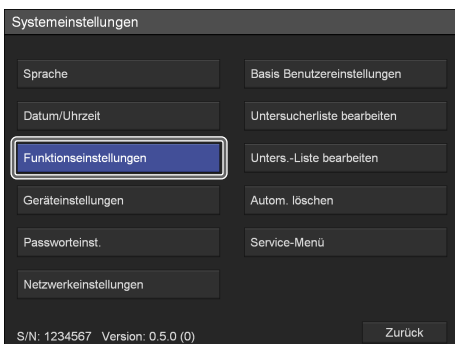 Systemeinstellungen
Sprache
Datum/Uhrzeit
Funktionseinstellungen
Geräteinstellungen
Passworteinst.
Netzwerkeinstellungen
Basis Benutzereinstellungen
Untersucherliste bearbeiten
Unters.-Liste bearbeiten
Autom. löschen
Service-Menü
S/N: 1234567 Version: 0.5.0 (0)
Zurück